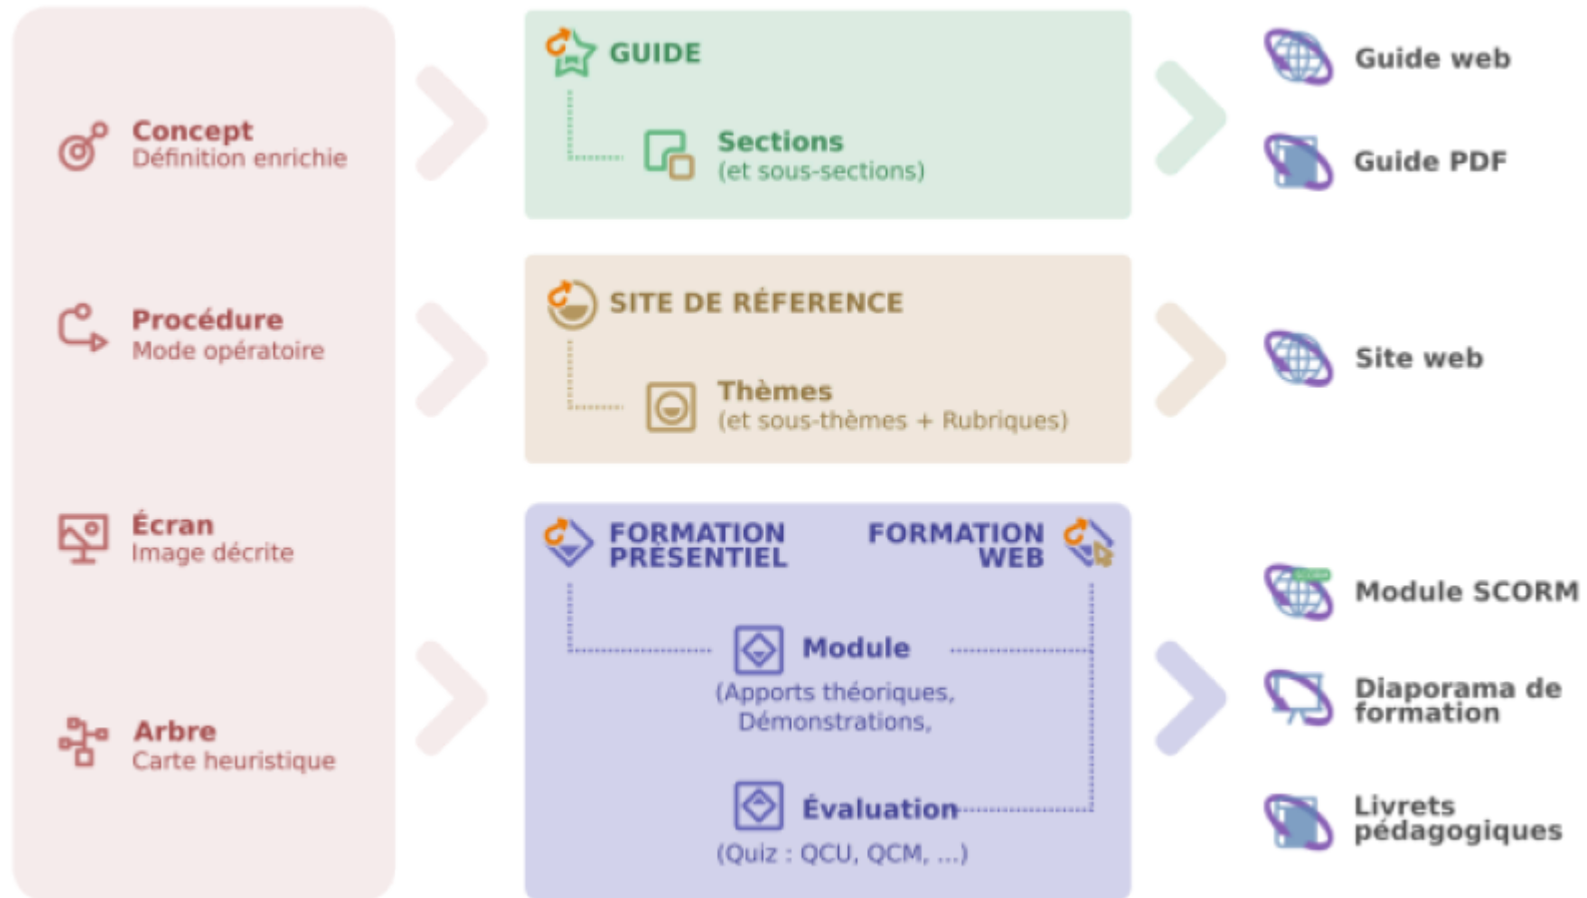 Concept
Définition enrichie
Procédure
Mode opératoire
Écran
Image décrite
Arbre
Carte heuristique
GUIDE
Sections
(et sous-sections)
SITE DE RÉFERENCE
Thèmes
(et sous-thèmes + Rubriques)
FORMATION
PRÉSENTIEL
FORMATION
WEB
Module
(Apports théoriques,
Démonstrations,
Évaluation
(Quiz : QCU, QCM, ...)
Guide web
Guide PDF
Site web
Module SCORM
Diaporama de
formation
Livrets
pédagogiques